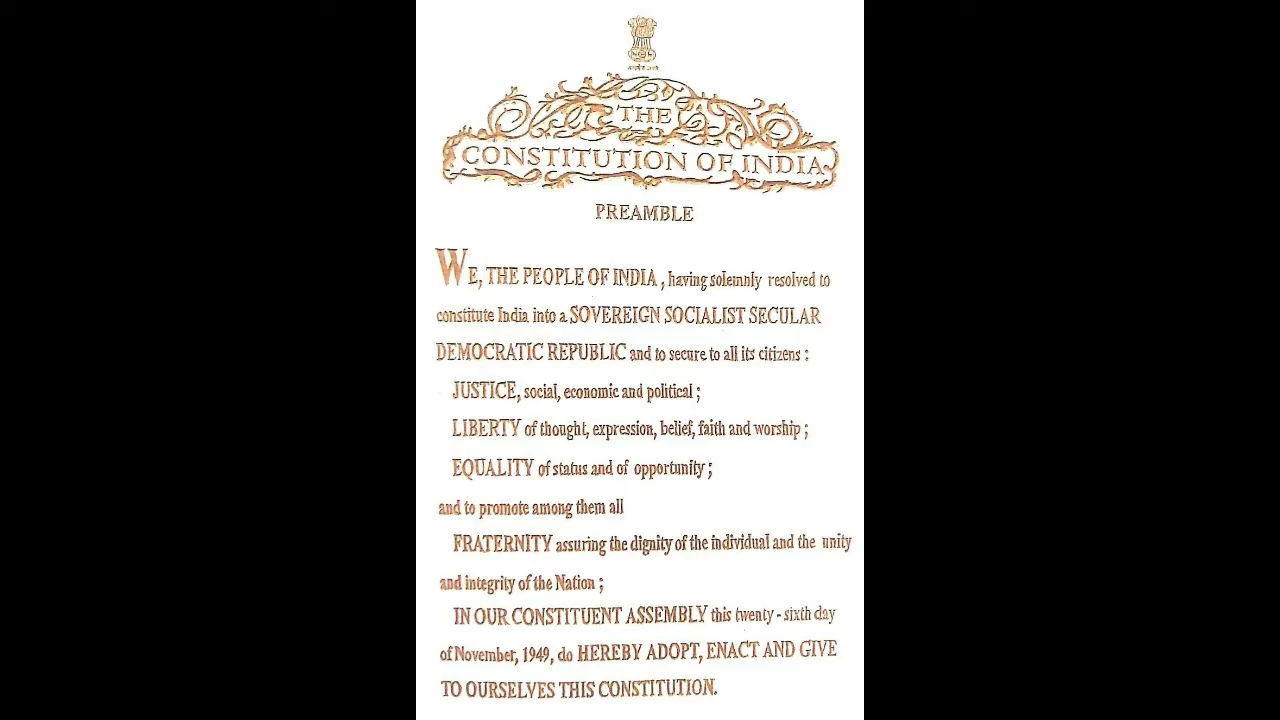 THE
CONSTITUTION OF INDIA
PREAMBLE
WE, THE PEOPLE OF INDIA , having solemnly resolved to
constitute India into a SOVEREIGN SOCIALIST SECULAR
DEMOCRATIC REPUBLIC and to secure to all its citizens :
JUSTICE, social, economic and political ;
LIBERTY of thought, expression, belief, faith and worship ;
EQUALITY of status and of opportunity ;
and to promote among them all
FRATERNITY assuring the dignity of the individual and the unity
and integrity of the Nation ;
IN OUR CONSTITUENT ASSEMBLY this twenty - sixth day
of November, 1949, do HEREBY ADOPT, ENACT AND GIVE
TO OURSELVES THIS CONSTITUTION.